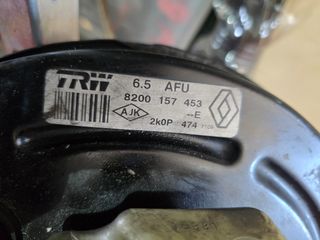 TRW 6.5 AFU
8200 157 453
AJK --E
2k0P 474